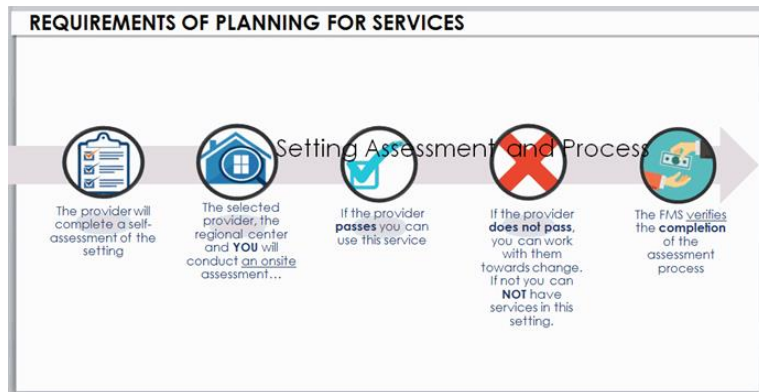 REQUIREMENTS OF PLANNING FOR SERVICES
Setting Assessment and Process
The provider will
complete a self-
assessment of the
setting
The selected
provider, the
regional center
and YOU will
conduct an onsite
assessment...
If the provider
passes you can
use this service
If the provider
does not pass,
you can work
with them
towards change.
If not you can
NOT have
services in this
setting.
The FMS verifies
the completion
of the
assessment
process